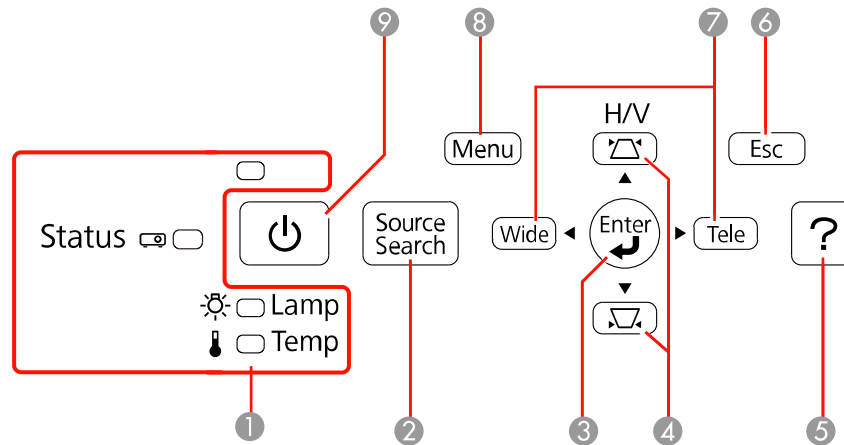 9
8
7
6
H/V
Menu
Esc
Status
Source
Search
Wide
Enter
Tele
?
Lamp
Temp
1
2
3
4
5